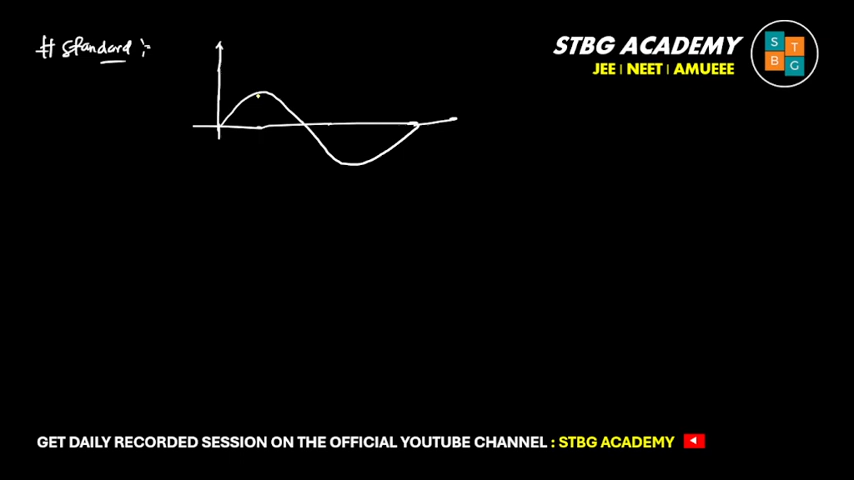 # Standard :-
STBG ACADEMY
JEE | NEET | AMUEEE
S T
B G
GET DAILY RECORDED SESSION ON THE OFFICIAL YOUTUBE CHANNEL : STBG ACADEMY